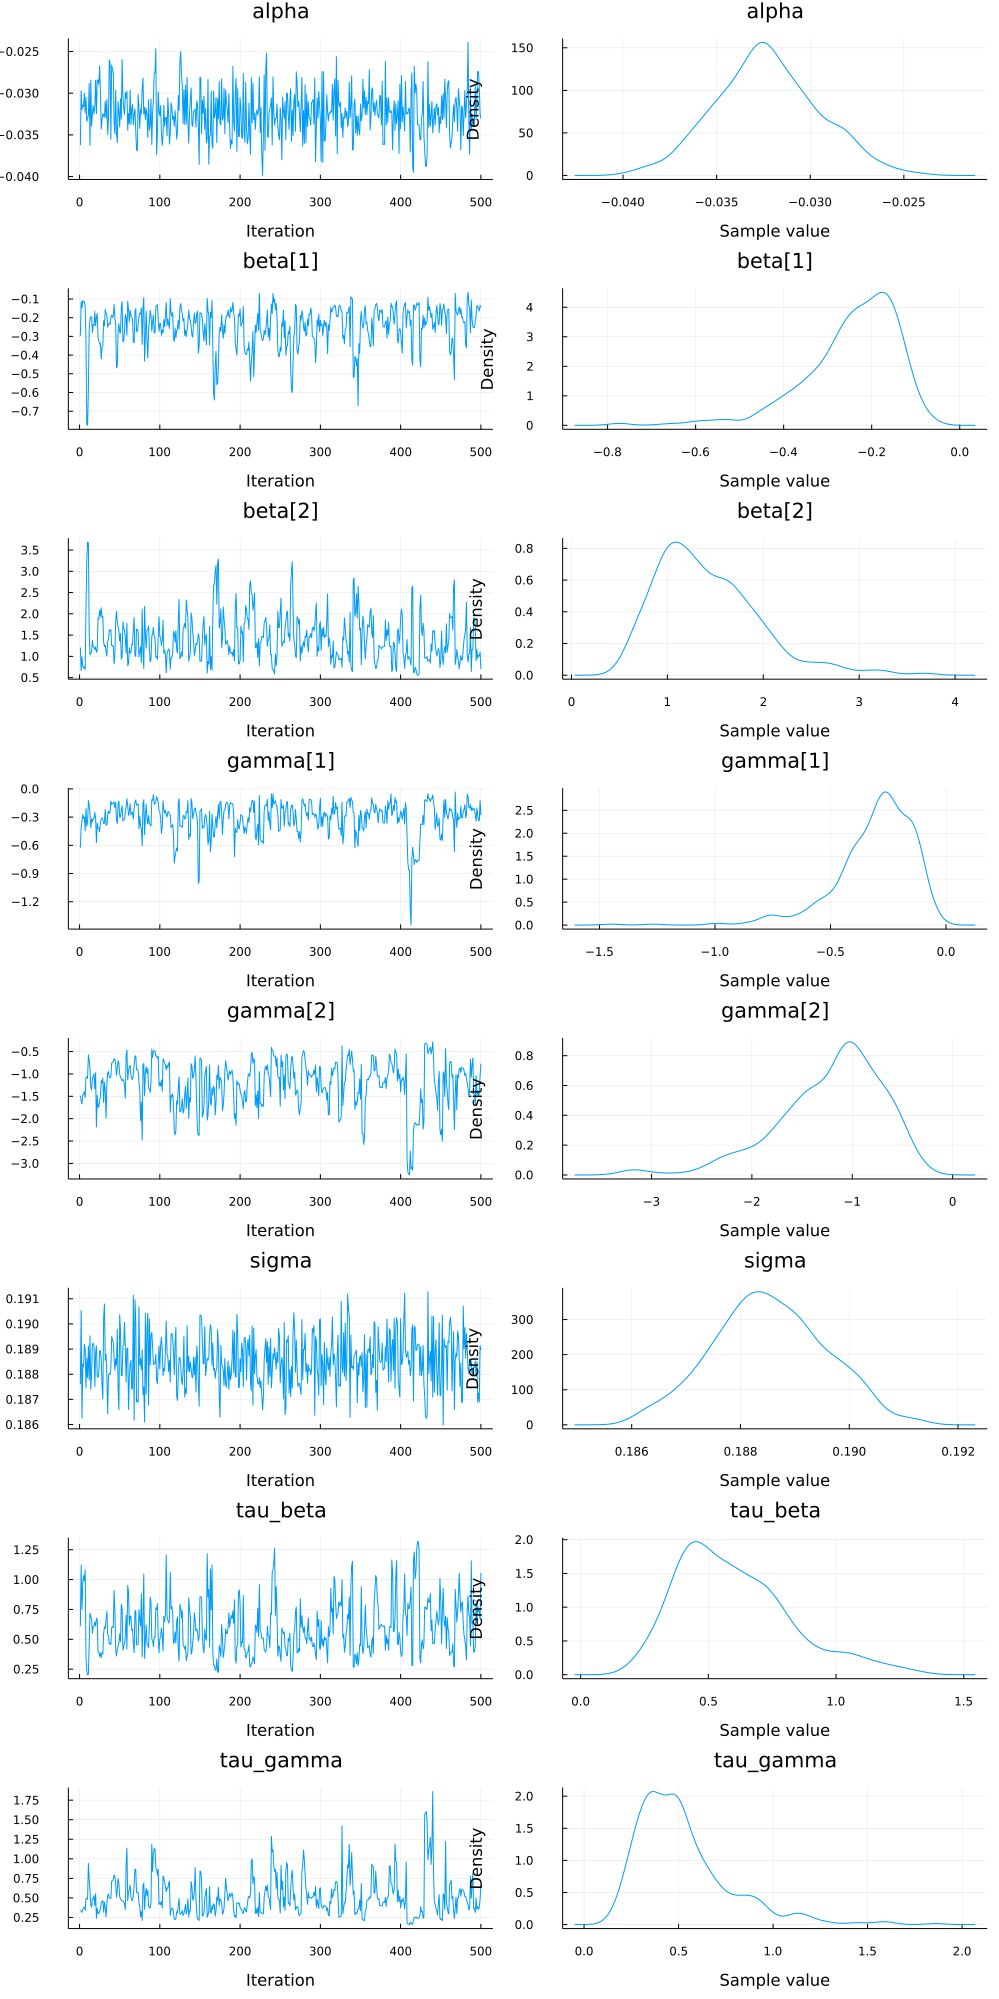 alpha alpha
−0.025
−0.030
−0.035
−0.040
0 100 200 300 400 500
Iteration
Density
150
100
50
0
−0.040 −0.035 −0.030 −0.025
Sample value
beta[1] beta[1]
−0.1
−0.2
−0.3
−0.4
−0.5
−0.6
−0.7
0 100 200 300 400 500
Iteration
Density
4
3
2
1
0
−0.8 −0.6 −0.4 −0.2 0.0
Sample value
beta[2] beta[2]
3.5
3.0
2.5
2.0
1.5
1.0
0.5
0 100 200 300 400 500
Iteration
Density
0.8
0.6
0.4
0.2
0.0
0 1 2 3 4
Sample value
gamma[1] gamma[1]
0.0
−0.3
−0.6
−0.9
−1.2
0 100 200 300 400 500
Iteration
Density
2.5
2.0
1.5
1.0
0.5
0.0
−1.5 −1.0 −0.5 0.0
Sample value
gamma[2] gamma[2]
−0.5
−1.0
−1.5
−2.0
−2.5
−3.0
0 100 200 300 400 500
Iteration
Density
0.8
0.6
0.4
0.2
0.0
−3 −2 −1 0
Sample value
sigma sigma
0.191
0.190
0.189
0.188
0.187
0.186
0 100 200 300 400 500
Iteration
Density
300
200
100
0
0.186 0.188 0.190 0.192
Sample value
tau_beta tau_beta
1.25
1.00
0.75
0.50
0.25
0 100 200 300 400 500
Iteration
Density
2.0
1.5
1.0
0.5
0.0
0.0 0.5 1.0 1.5
Sample value
tau_gamma tau_gamma
1.75
1.50
1.25
1.00
0.75
0.50
0.25
0 100 200 300 400 500
Iteration
Density
2.0
1.5
1.0
0.5
0.0
0.0 0.5 1.0 1.5 2.0
Sample value